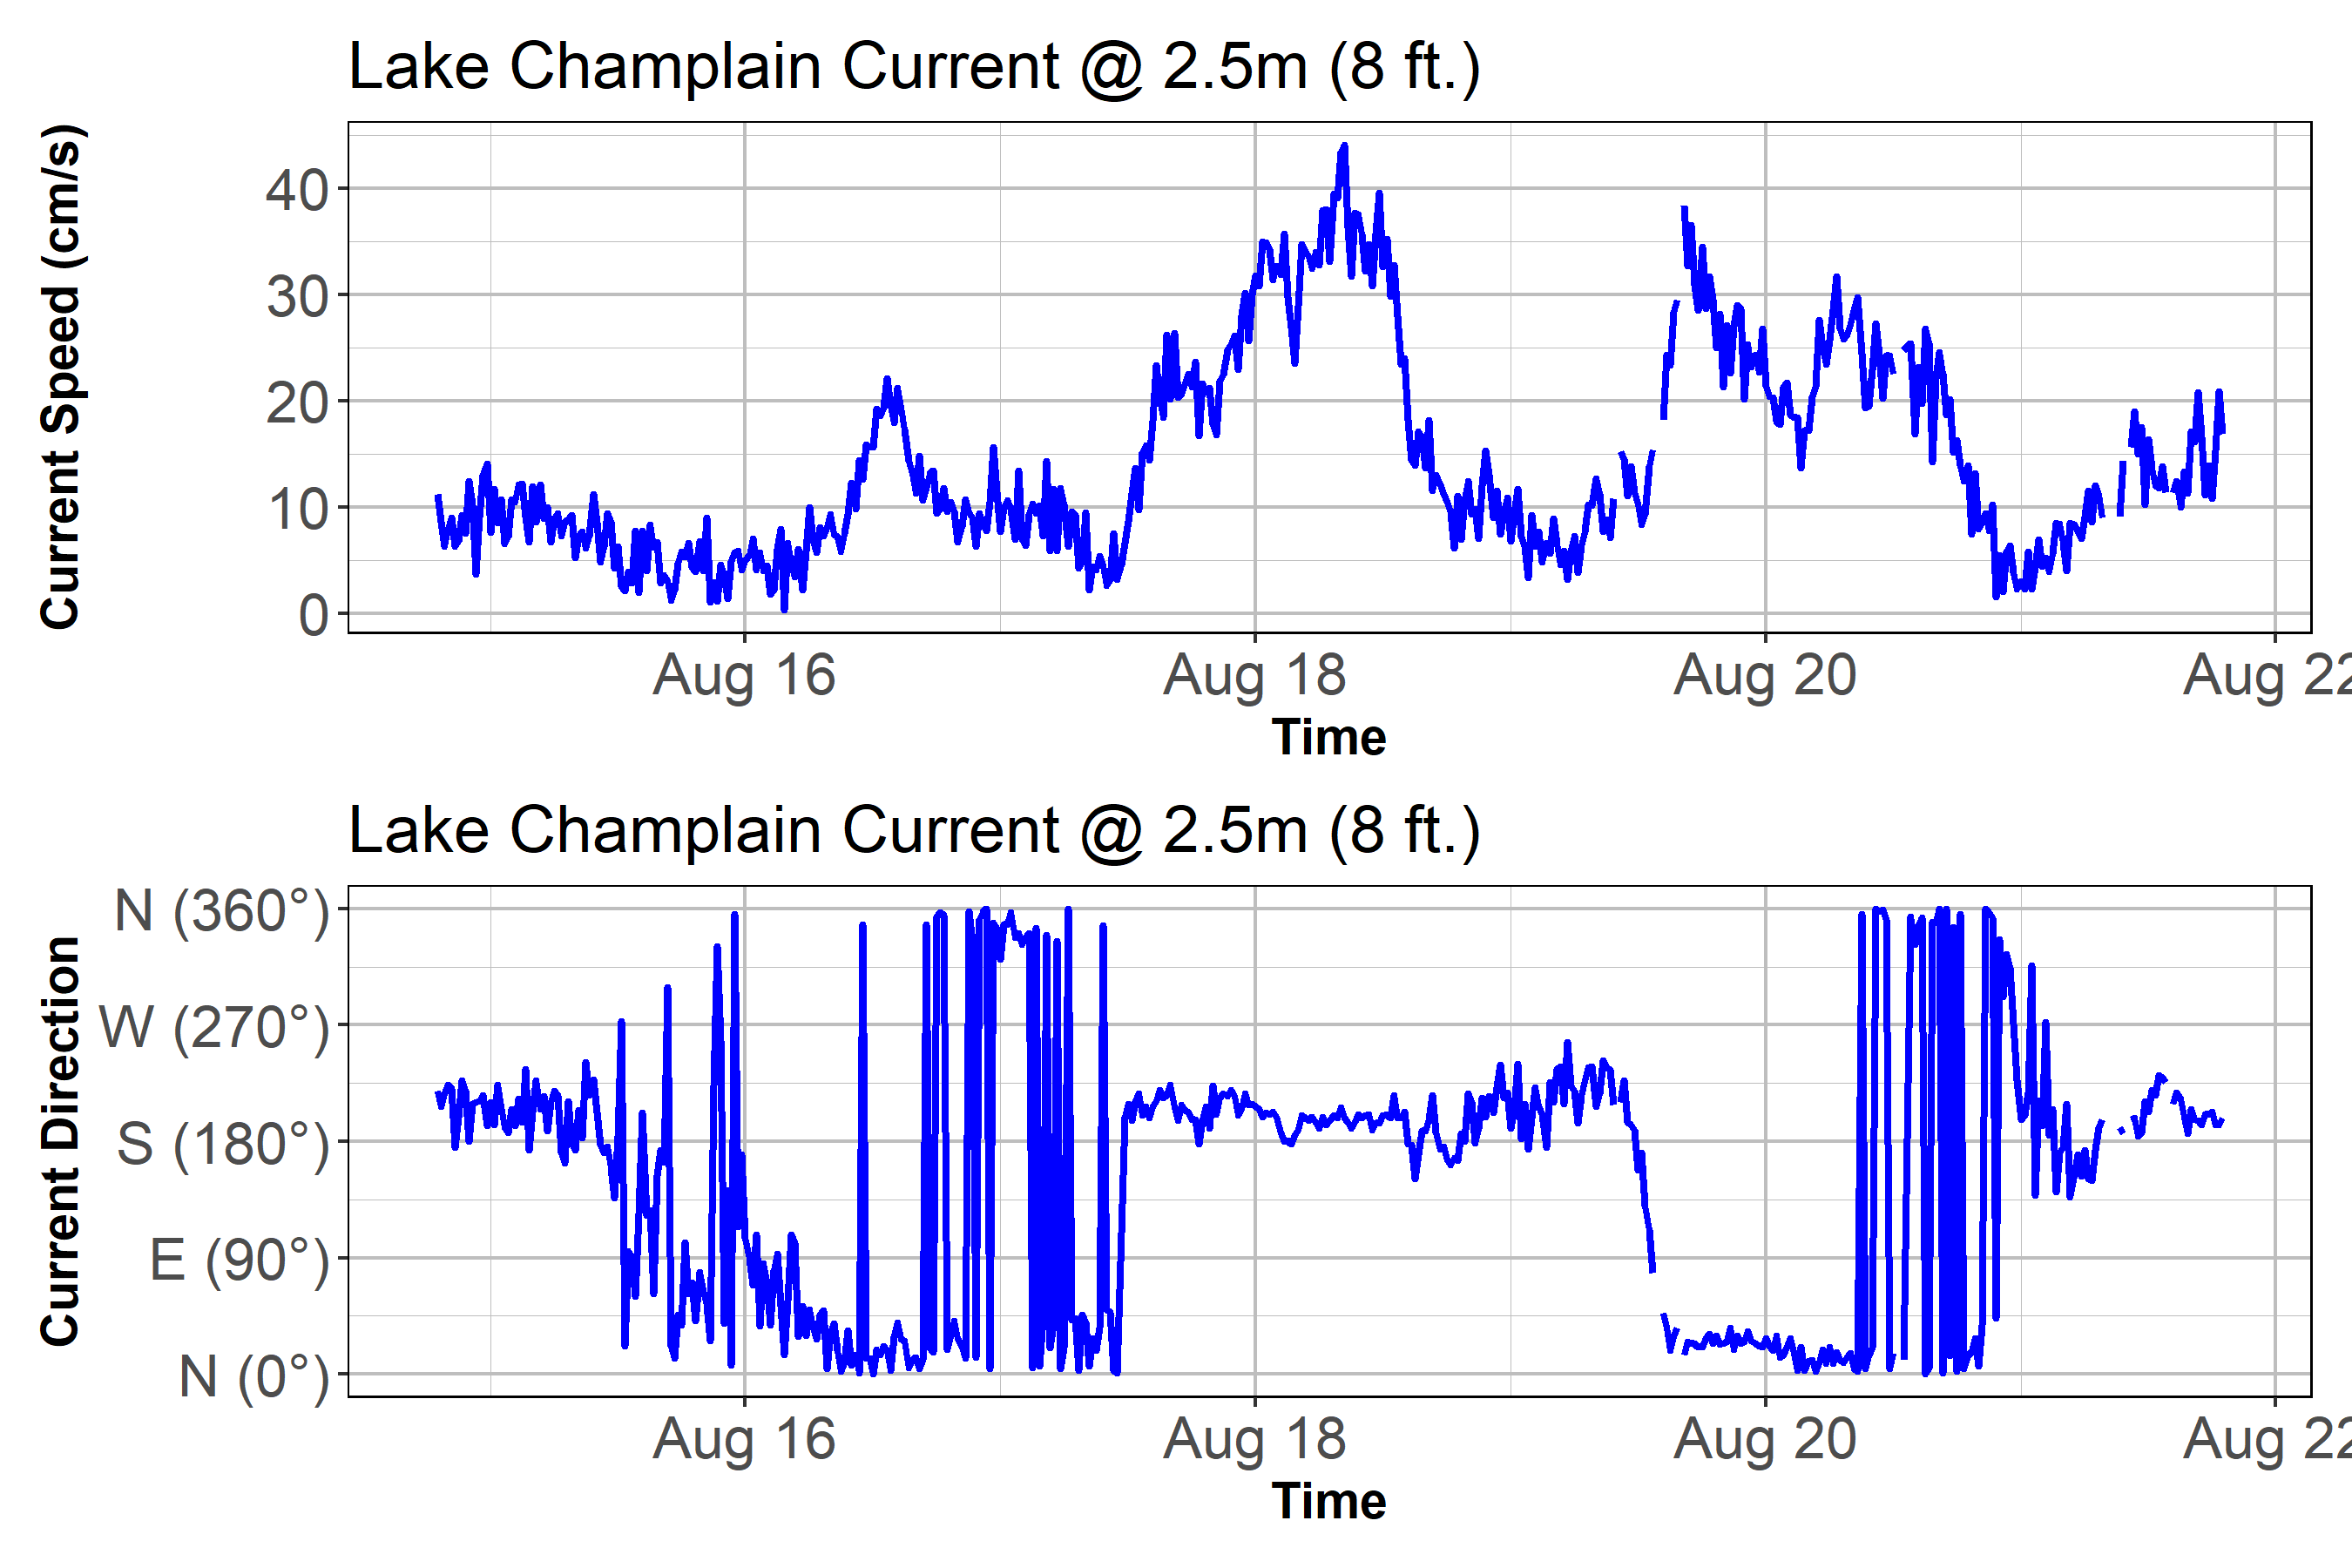 Lake Champlain Current @ 2.5m (8 ft.)
Current Speed (cm/s)
40
30
20
10
0
Aug 16 Aug 18 Aug 20 Aug 22
Time
Lake Champlain Current @ 2.5m (8 ft.)
Current Direction
N (360°)
W (270°)
S (180°)
E (90°)
N (0°)
Aug 16 Aug 18 Aug 20 Aug 22
Time